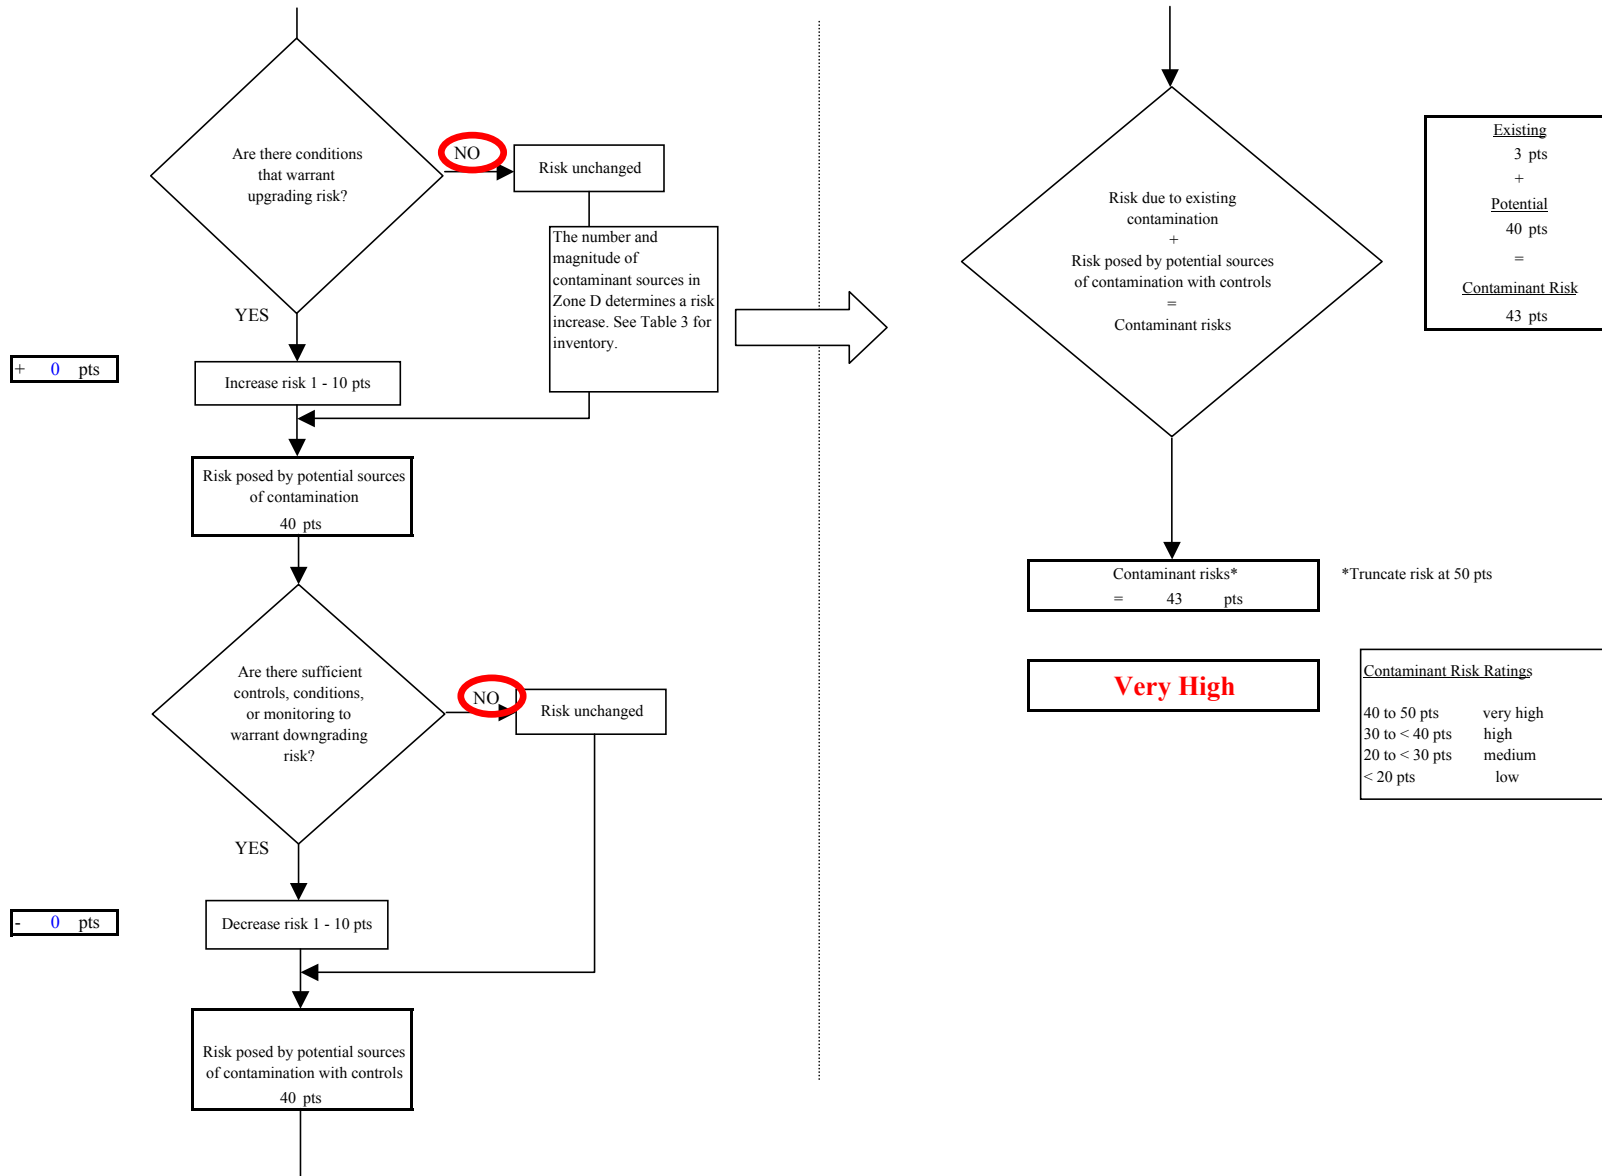 Are there conditions
that warrant
upgrading risk?
NO
Risk unchanged
The number and
magnitude of
contaminant sources in
Zone D determines a risk
increase. See Table 3 for
inventory.
YES
+ 0 pts
Increase risk 1 - 10 pts
Risk posed by potential sources
of contamination
40 pts
Are there sufficient
controls, conditions,
or monitoring to
warrant downgrading
risk?
NO
Risk unchanged
YES
- 0 pts
Decrease risk 1 - 10 pts
Risk posed by potential sources
of contamination with controls
40 pts
Risk due to existing
contamination
+
Risk posed by potential sources
of contamination with controls
=
Contaminant risks
Existing
3 pts
+
Potential
40 pts
=
Contaminant Risk
43 pts
Contaminant risks*
= 43 pts
*Truncate risk at 50 pts
Very High
Contaminant Risk Ratings
40 to 50 pts very high
30 to < 40 pts high
20 to < 30 pts medium
< 20 pts low